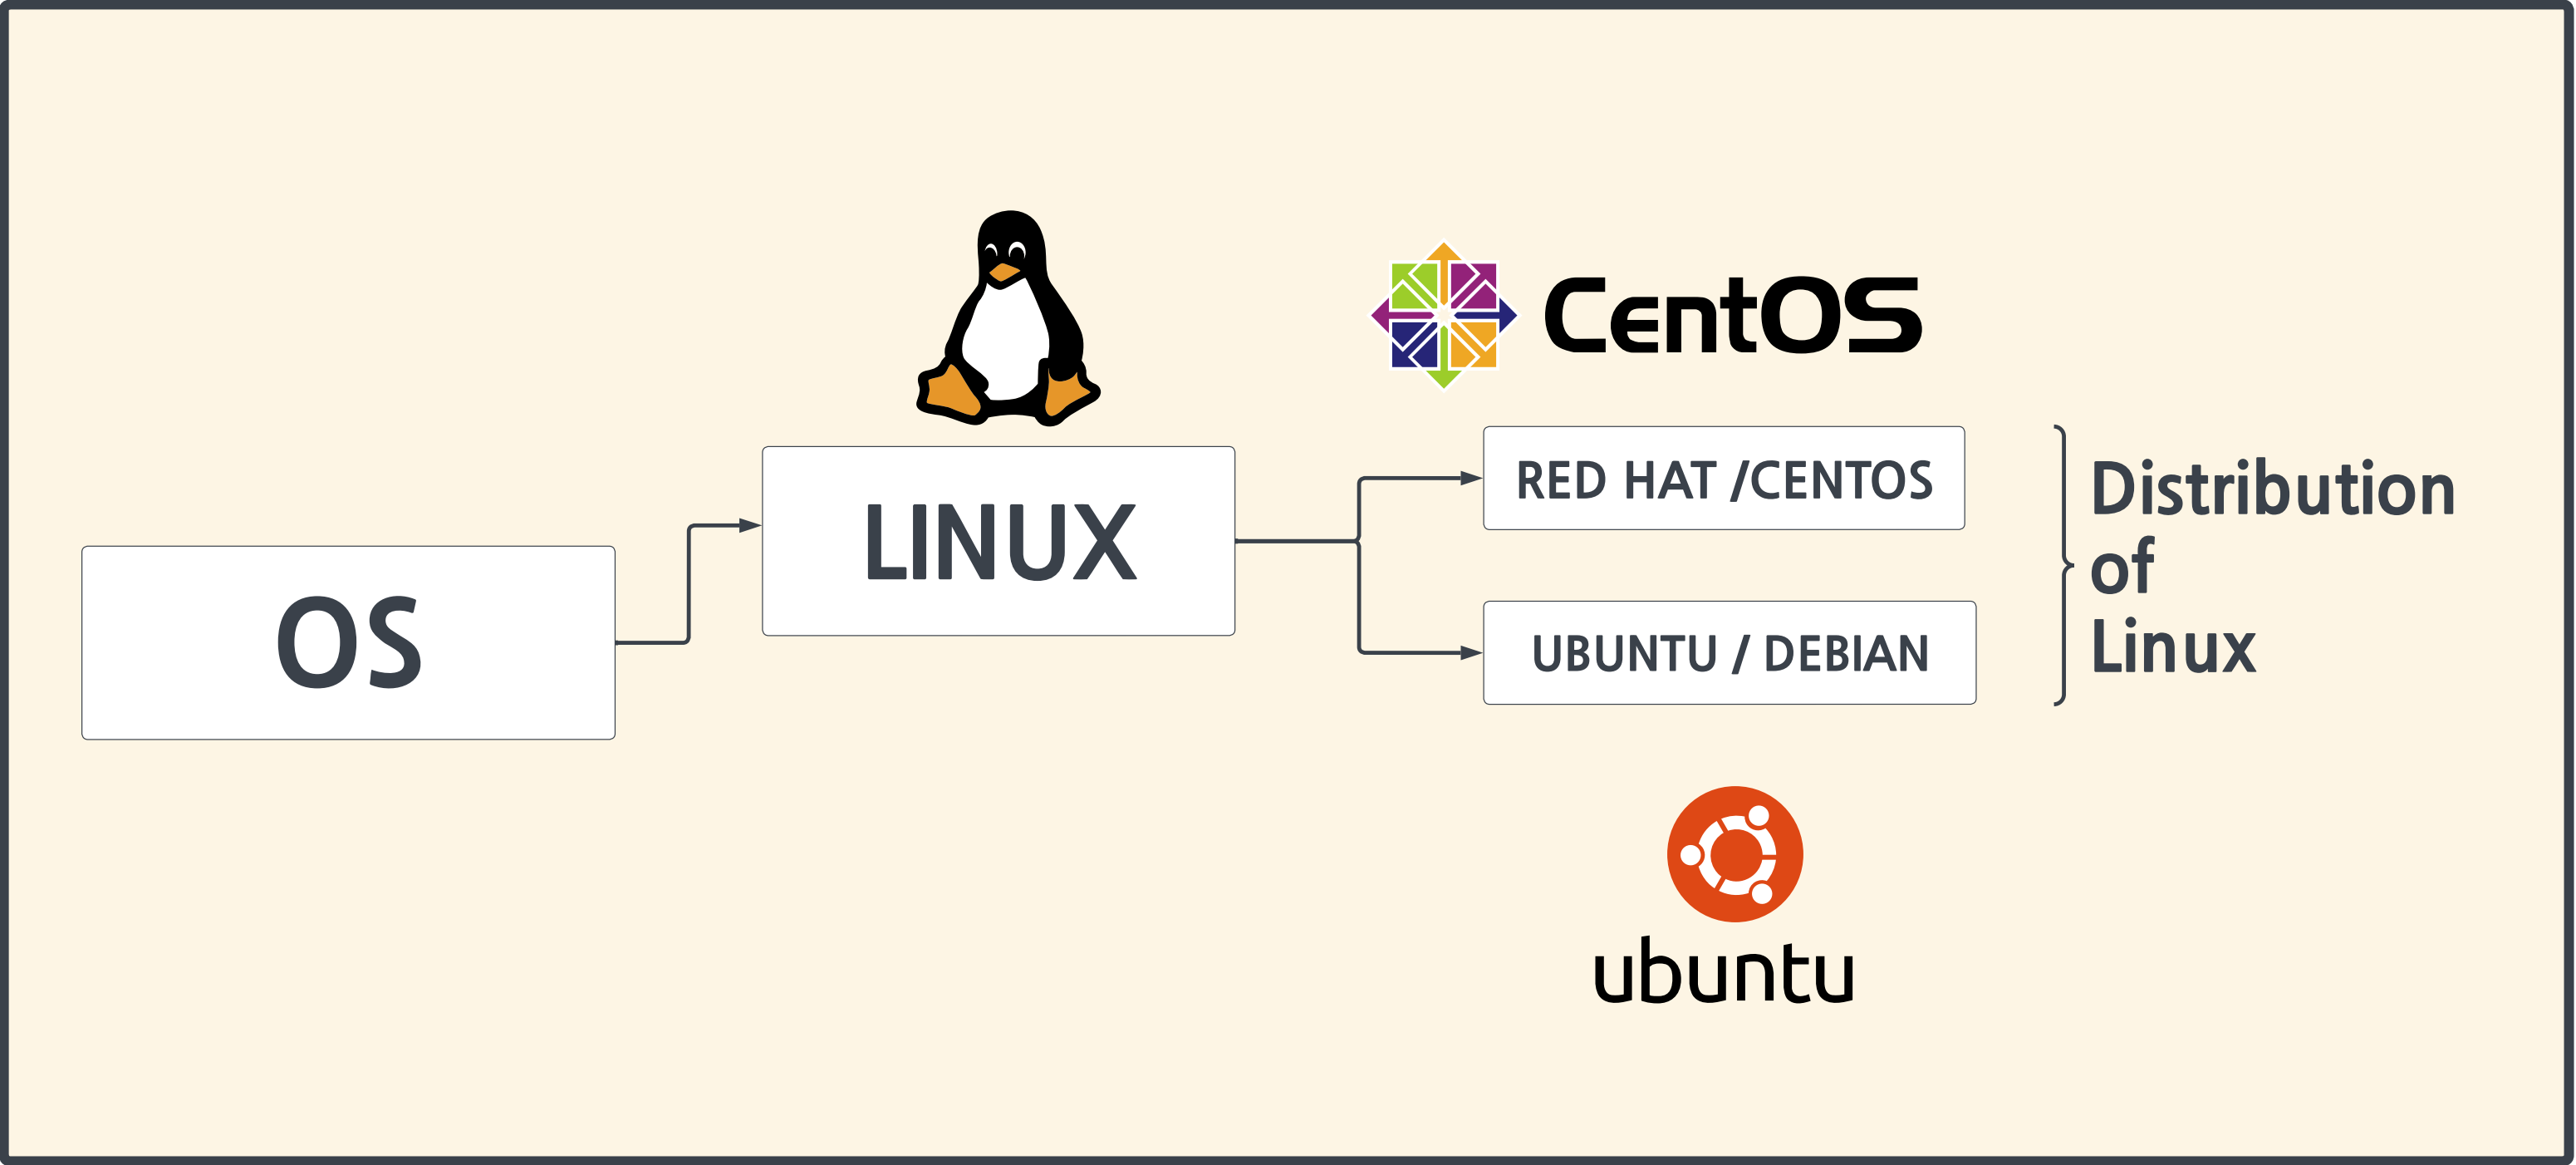 OS
LINUX
CentOS
RED HAT /CENTOS
UBUNTU / DEBIAN
Distribution
of
Linux
ubuntu